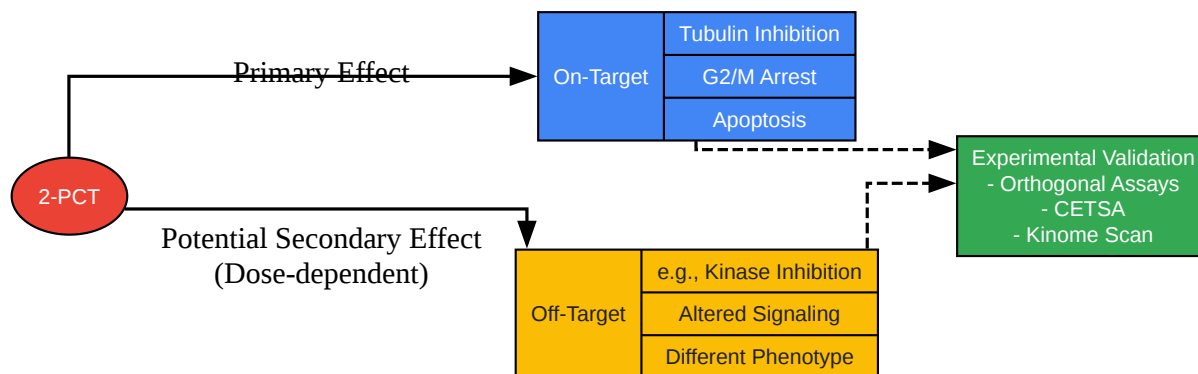 2-PCT
Primary Effect
On-Target
Tubulin Inhibition
G2/M Arrest
Apoptosis
Potential Secondary Effect
(Dose-dependent)
Off-Target
e.g., Kinase Inhibition
Altered Signaling
Different Phenotype
Experimental Validation
- Orthogonal Assays
- CETSA
- Kinome Scan